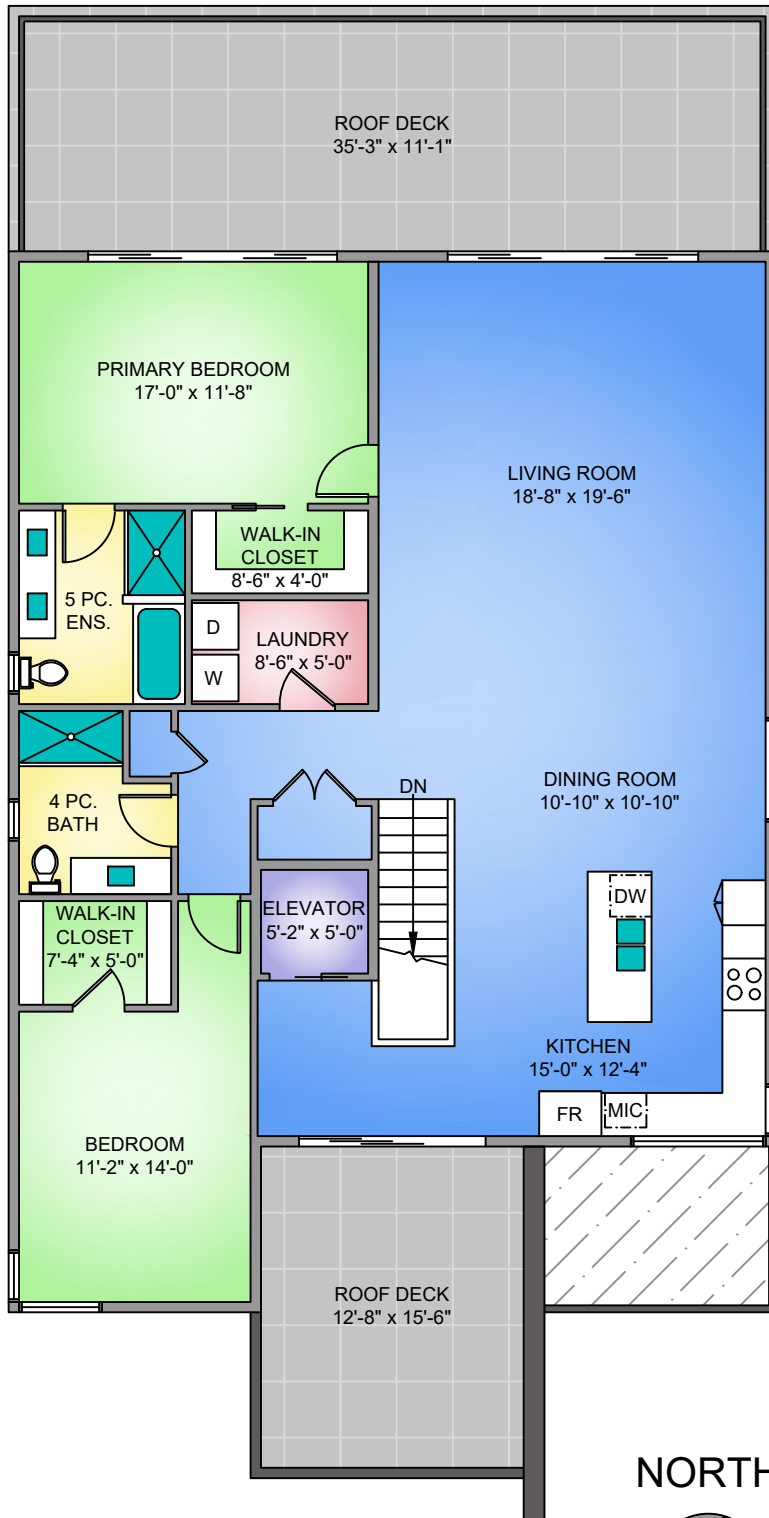 ROOF DECK
35'-3" x 11'-1"
PRIMARY BEDROOM
17'-0" x 11'-8"
LIVING ROOM
18'-8" x 19'-6"
WALK-IN
CLOSET
8'-6" x 4'-0"
5 PC.
ENS.
D
W
LAUNDRY
8'-6" x 5'-0"
DINING ROOM
10'-10" x 10'-10"
DN
4 PC.
BATH
DW
WALK-IN
CLOSET
7'-4" x 5'-0"
ELEVATOR
5'-2" x 5'-0"
KITCHEN
15'-0" x 12'-4"
FR
MIC
BEDROOM
11'-2" x 14'-0"
ROOF DECK
12'-8" x 15'-6"
NORTH